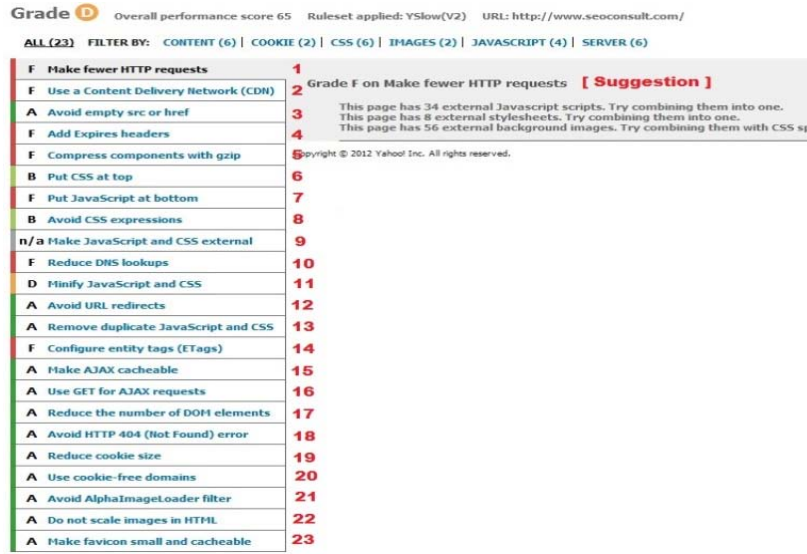 Grade D Overall performance score 65 Ruleset applied: YSlow(V2) URL: http://www.seoconsult.com/
ALL (23) FILTER BY: CONTENT (6) | COOKIE (2) | CSS (6) | IMAGES (2) | JAVASCRIPT (4) | SERVER (6)
F Make fewer HTTP requests 1
F Use a Content Delivery Network (CDN) 2
A Avoid empty src or href 3
F Add Expires headers 4
F Compress components with gzip 5
B Put CSS at top 6
F Put JavaScript at bottom 7
B Avoid CSS expressions 8
n/a Make JavaScript and CSS external 9
F Reduce DNS lookups 10
D Minify JavaScript and CSS 11
A Avoid URL redirects 12
A Remove duplicate JavaScript and CSS 13
F Configure entity tags (ETags) 14
A Make AJAX cacheable 15
A Use GET for AJAX requests 16
A Reduce the number of DOM elements 17
A Avoid HTTP 404 (Not Found) error 18
A Reduce cookie size 19
A Use cookie-free domains 20
A Avoid AlphaImageLoader filter 21
A Do not scale images in HTML 22
A Make favicon small and cacheable 23
Grade F on Make fewer HTTP requests [ Suggestion ]
This page has 34 external Javascript scripts. Try combining them into one.
This page has 8 external stylesheets. Try combining them into one.
This page has 56 external background images. Try combining them with CSS sp
Copyright © 2012 Yahoo! Inc. All rights reserved.